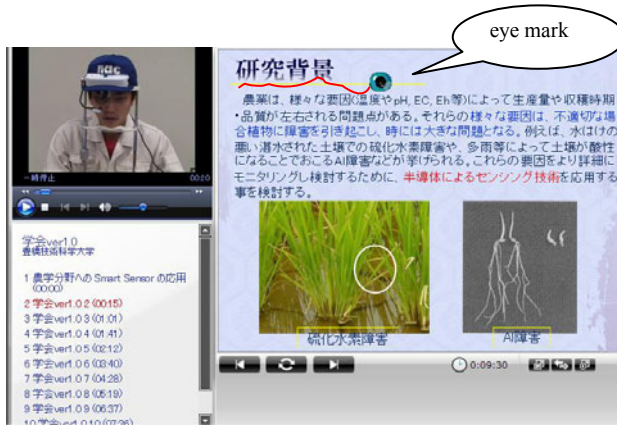 eye mark
nac
研究背景
農業は、様々な要因(温度やpH, EC, Eh等)によって生産量や収穫時期
・品質が左右される問題点がある。それらの様々な要因は、不適切な場
合植物に障害を引き起こし、時には大きな問題となる。例えば、水はけの
悪い湛水された土壌での硫化水素障害や、多雨等によって土壌が酸性
になることでおこるAl障害などが挙げられる。これらの要因をより詳細に
モニタリングし検討するために、半導体によるセンシング技術を応用する
事を検討する。
硫化水素障害
Al障害
一時停止
00:20
学会ver1.0
豊橋技術科学大学
1 農学分野への Smart Sensor の応用
(00:00)
2 学会ver1.0 2 (00:15)
3 学会ver1.0 3 (01:01)
4 学会ver1.0 4 (01:41)
5 学会ver1.0 5 (02:12)
6 学会ver1.0 6 (03:40)
7 学会ver1.0 7 (04:28)
8 学会ver1.0 8 (05:19)
9 学会ver1.0 9 (06:37)
10 学会ver1.0 10 (07:36)
0:09:30